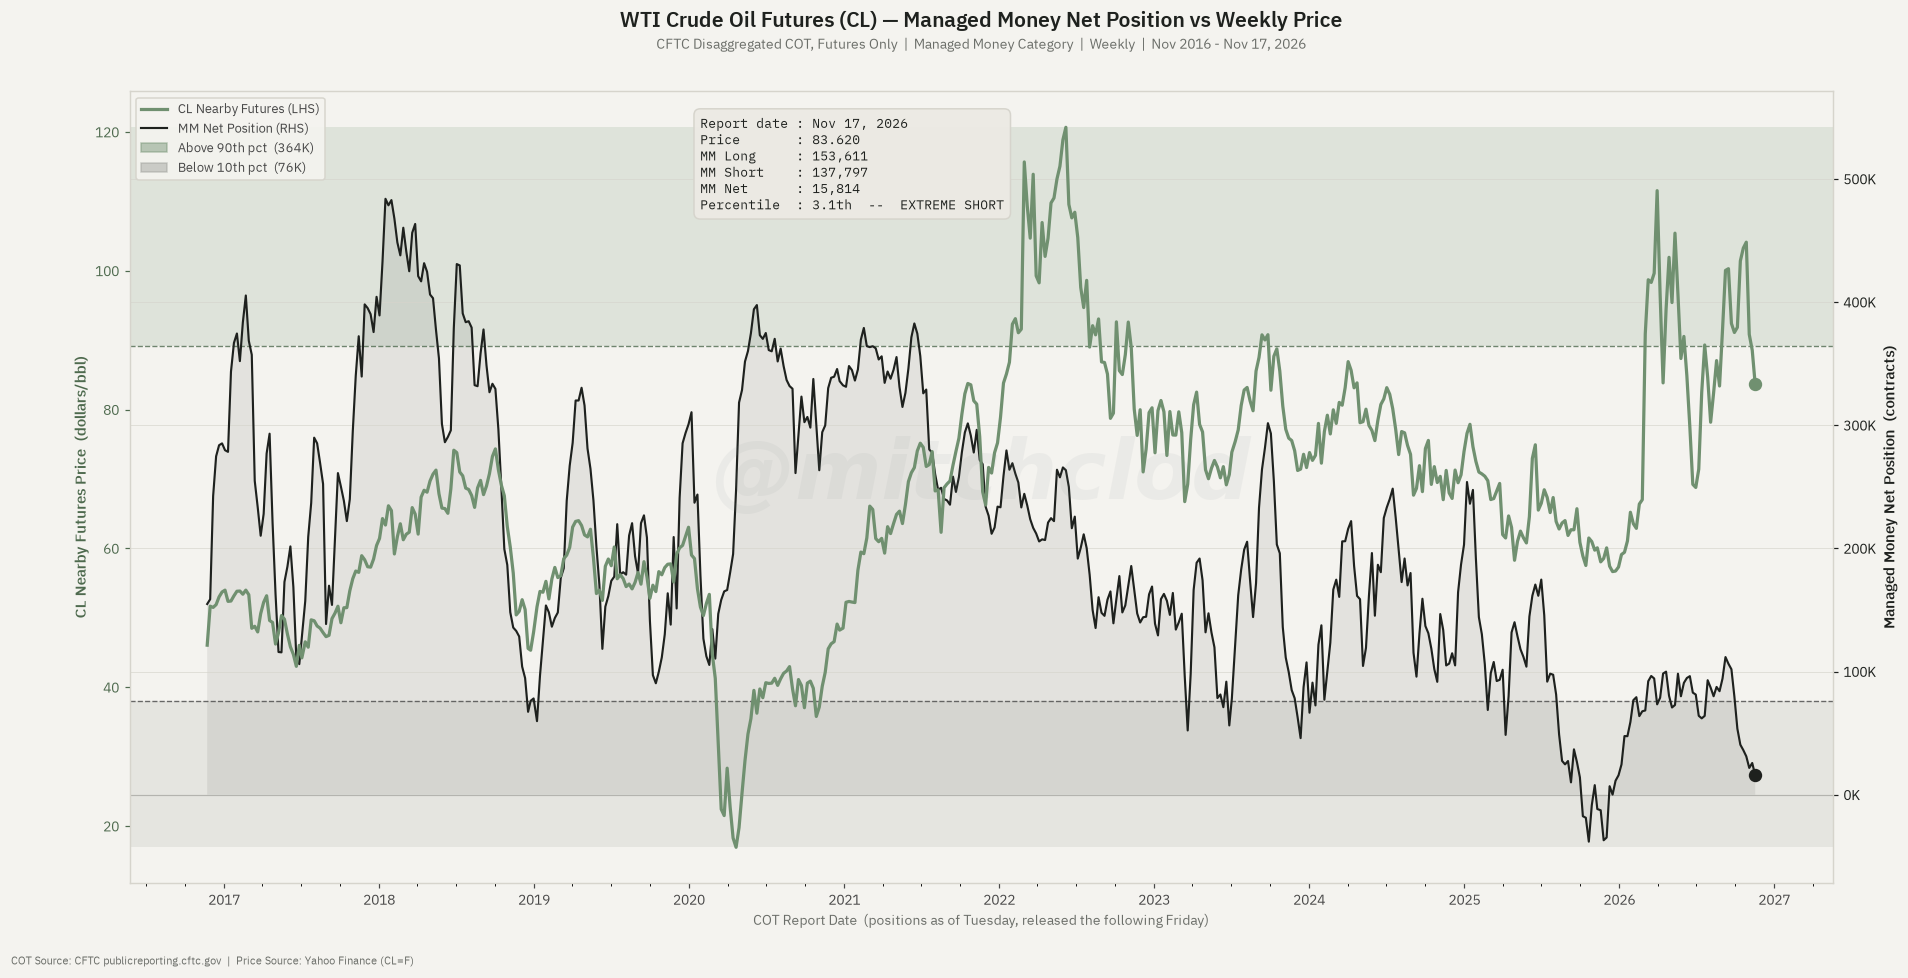 WTI Crude Oil Futures (CL) — Managed Money Net Position vs Weekly Price
CFTC Disaggregated COT, Futures Only | Managed Money Category | Weekly | Nov 2016 - Nov 17, 2026
CL Nearby Futures (LHS)
MM Net Position (RHS)
Above 90th pct (364K)
Below 10th pct (76K)
Report date : Nov 17, 2026
Price : 83.620
MM Long : 153,611
MM Short : 137,797
MM Net : 15,814
Percentile : 3.1th -- EXTREME SHORT
120
100
80
60
40
20
CL Nearby Futures Price (dollars/bbl)
@mitchclod
500K
400K
300K
200K
100K
0K
Managed Money Net Position (contracts)
2017 2018 2019 2020 2021 2022 2023 2024 2025 2026 2027
COT Report Date (positions as of Tuesday, released the following Friday)
COT Source: CFTC publicreporting.cftc.gov | Price Source: Yahoo Finance (CL=F)